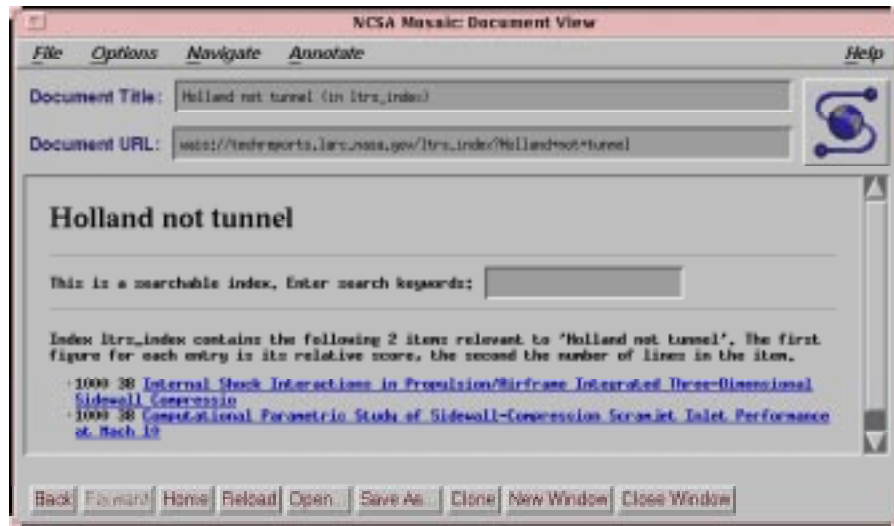 NCSA Mosaic: Document View
File Options Navigate Annotate Help
Document Title: Holland not tunnel (in ltrs_index)
Document URL: wais://techreports.larc.nasa.gov/ltrs_index?Holland+not+tunnel
Holland not tunnel
This is a searchable index. Enter search keywords:
Index ltrs_index contains the following 2 items relevant to 'Holland not tunnel'. The first
figure for each entry is its relative score, the second the number of lines in the item.
1000 38 Internal Shock Interactions in Propulsion/Airframe Integrated Three-Dimensional
Sidewall Compressio
1000 38 Computational Parametric Study of Sidewall-Compression Scramjet Inlet Performance
at Mach 10
Back Forward Home Reload Open... Save As... Clone New Window Close Window